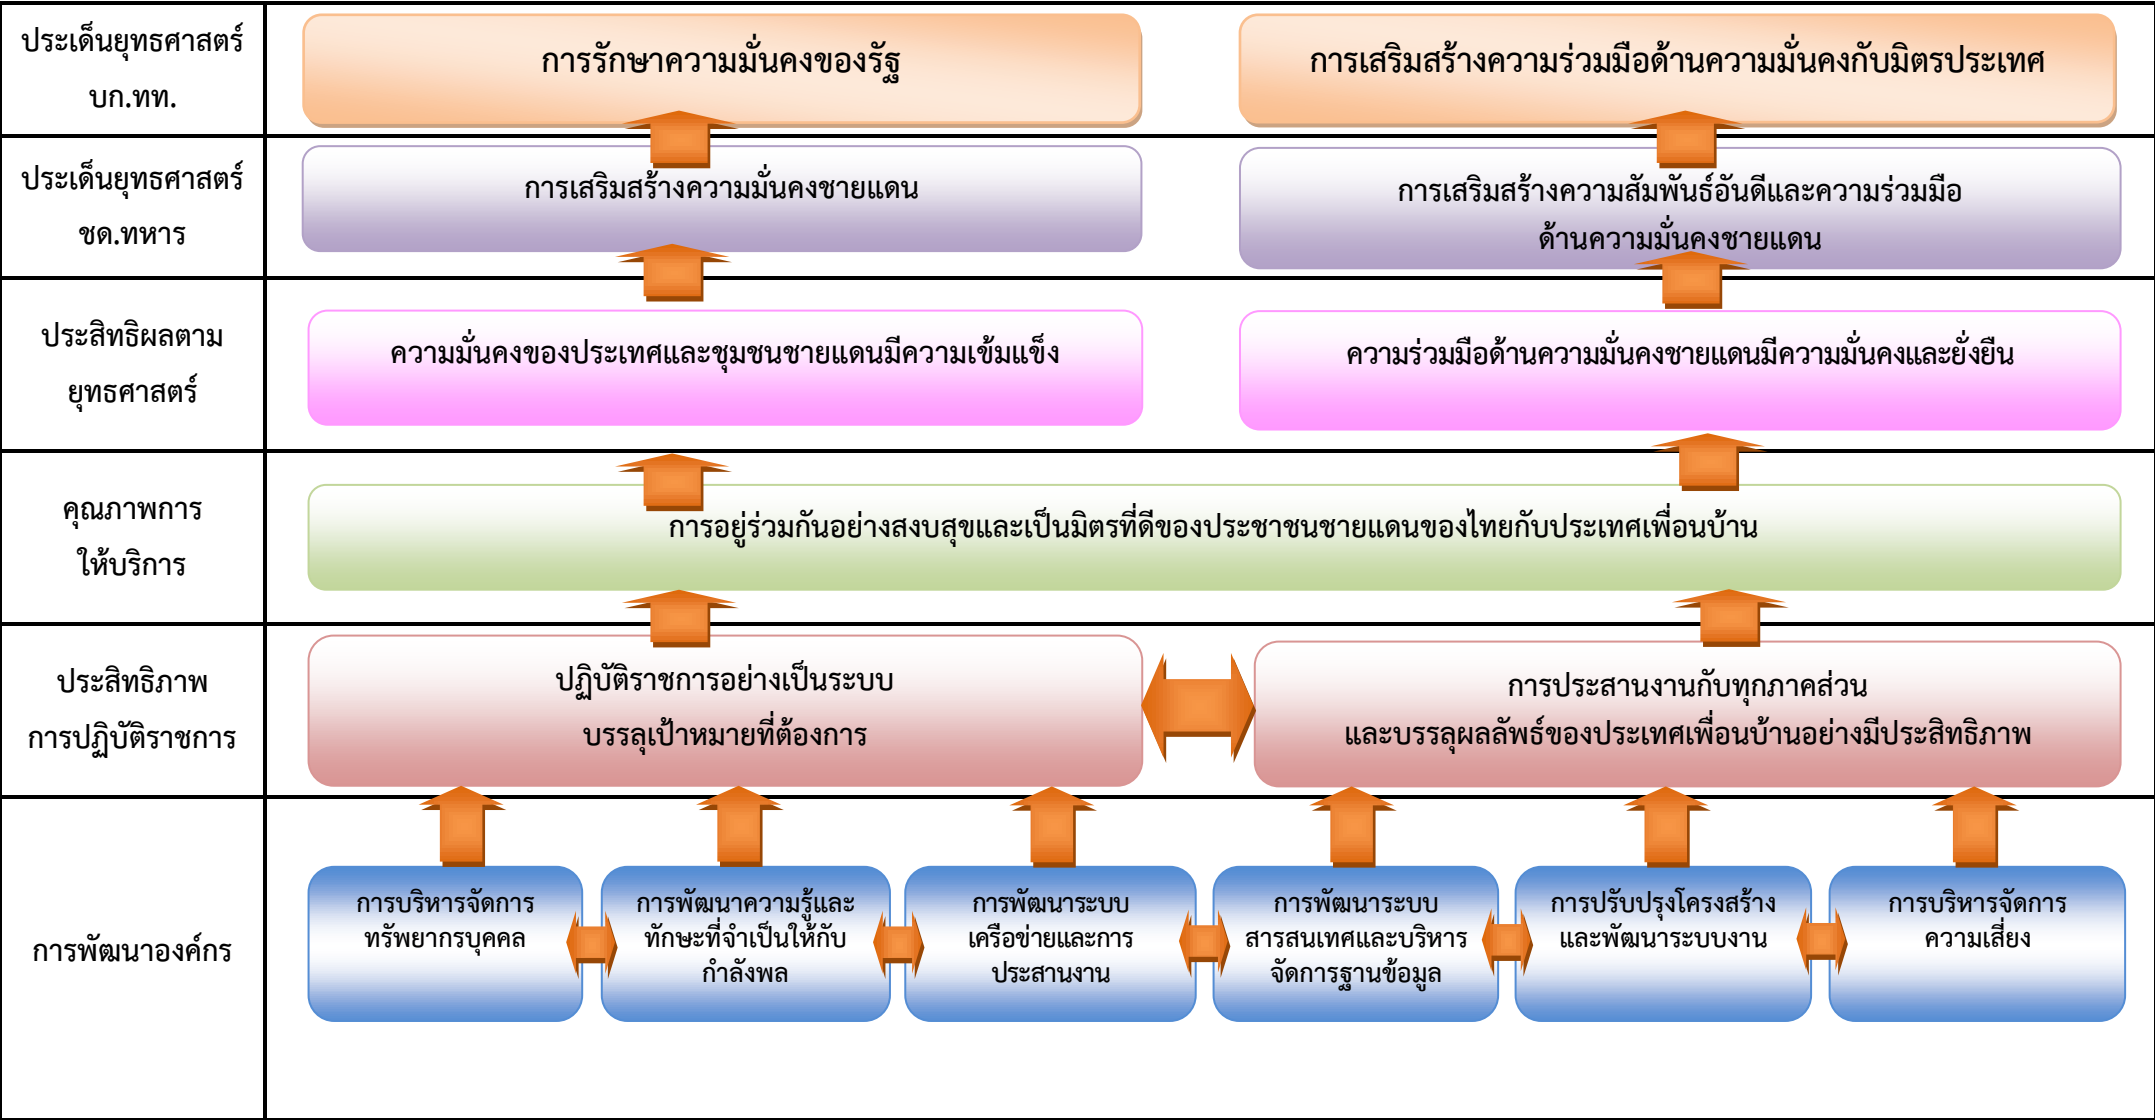 ประเด็นยุทธศาสตร์
บก.ทท.
การรักษาความมั่นคงของรัฐ
การเสริมสร้างความร่วมมือด้านความมั่นคงกับมิตรประเทศ
ประเด็นยุทธศาสตร์
ชด.ทหาร
การเสริมสร้างความมั่นคงชายแดน
การเสริมสร้างความสัมพันธ์อันดีและความร่วมมือ
ด้านความมั่นคงชายแดน
ประสิทธิผลตาม
ยุทธศาสตร์
ความมั่นคงของประเทศและชุมชนชายแดนมีความเข้มแข็ง
ความร่วมมือด้านความมั่นคงชายแดนมีความมั่นคงและยั่งยืน
คุณภาพการ
ให้บริการ
การอยู่ร่วมกันอย่างสงบสุขและเป็นมิตรที่ดีของประชาชนชายแดนของไทยกับประเทศเพื่อนบ้าน
ประสิทธิภาพ
การปฏิบัติราชการ
ปฏิบัติราชการอย่างเป็นระบบ
บรรลุเป้าหมายที่ต้องการ
การประสานงานกับทุกภาคส่วน
และบรรลุผลลัพธ์ของประเทศเพื่อนบ้านอย่างมีประสิทธิภาพ
การพัฒนาองค์กร
การบริหารจัดการ
ทรัพยากรบุคคล
การพัฒนาความรู้และ
ทักษะที่จำเป็นให้กับ
กำลังพล
การพัฒนาระบบ
เครือข่ายและการ
ประสานงาน
การพัฒนาระบบ
สารสนเทศและบริหาร
จัดการฐานข้อมูล
การปรับปรุงโครงสร้าง
และพัฒนาระบบงาน
การบริหารจัดการ
ความเสี่ยง